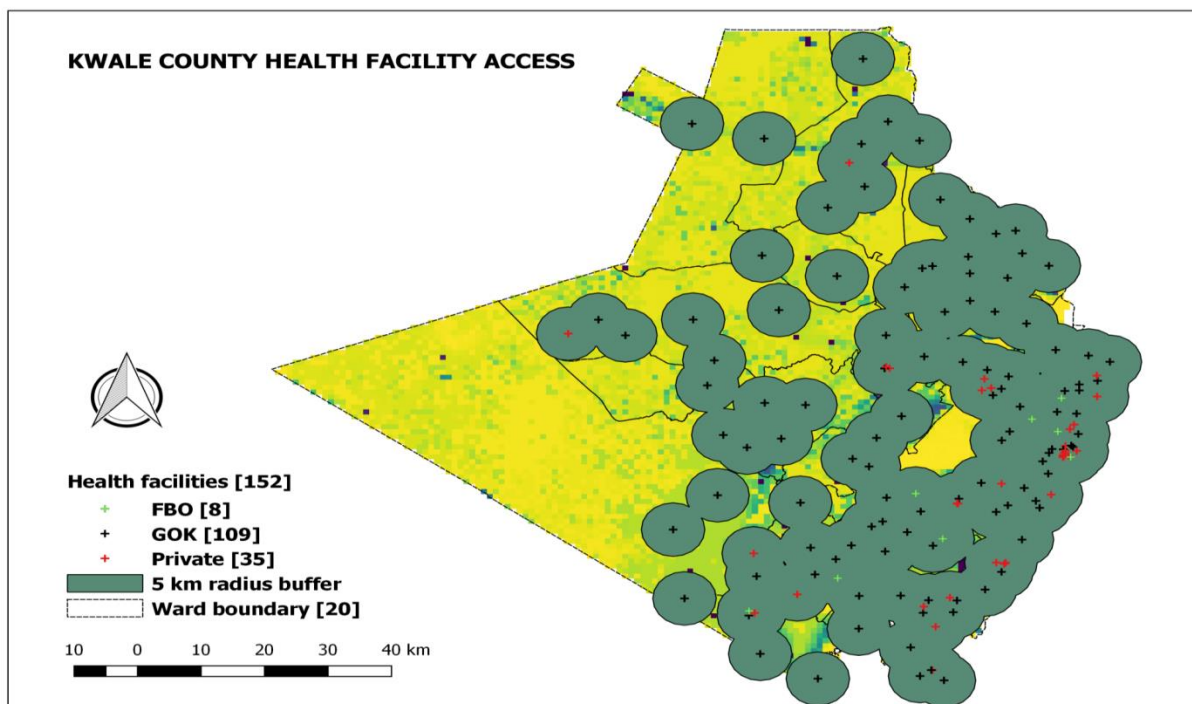 KWALE COUNTY HEALTH FACILITY ACCESS
Health facilities [152]
FBO [8]
GOK [109]
Private [35]
5 km radius buffer
Ward boundary [20]
10 0 10 20 30 40 km